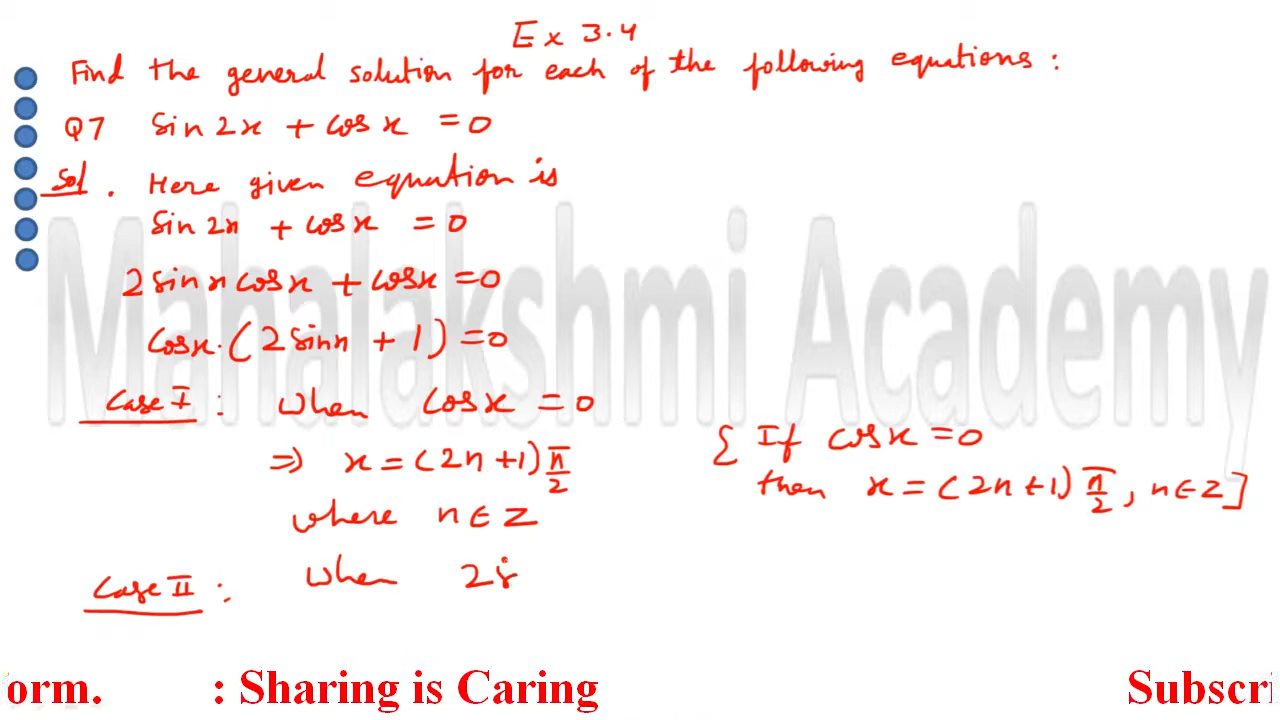 Ex 3.4
Find the general solution for each of the following equations :
Q7 Sin 2x + cos x = 0
Sol. Here given equation is
Sin 2x + cos x = 0
2 sin x cos x + cos x = 0
cos x . ( 2 sin x + 1 ) = 0
Case I : when cos x = 0
⇒ x = (2n + 1) π/2
where n ∈ Z
{ If cos x = 0
then x = (2n + 1) π/2 , n ∈ Z ]
Case II : when 2 s
Mahalakshmi Academy
orm. : Sharing is Caring Subscri